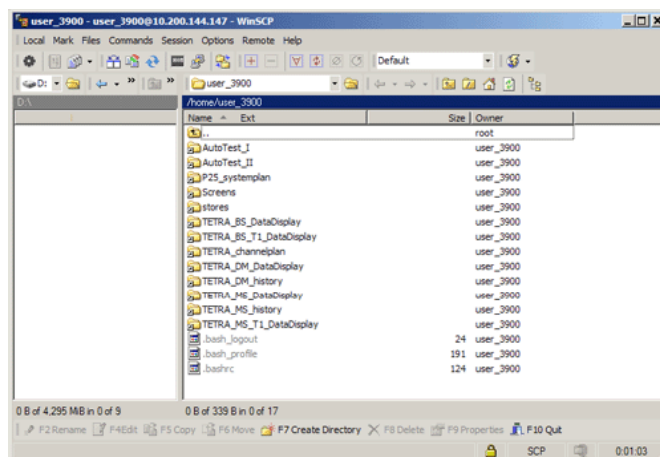 user_3900 - user_3900@10.200.144.147 - WinSCP
Local Mark Files Commands Session Options Remote Help
Default
D: user_3900
D:\ /home/user_3900
Name Ext Size Owner
.. root
AutoTest_I user_3900
AutoTest_II user_3900
P25_systemplan user_3900
Screens user_3900
stores user_3900
TETRA_BS_DataDisplay user_3900
TETRA_BS_T1_DataDisplay user_3900
TETRA_channelplan user_3900
TETRA_DM_DataDisplay user_3900
TETRA_DM_history user_3900
TETRA_MS_DataDisplay user_3900
TETRA_MS_history user_3900
TETRA_MS_T1_DataDisplay user_3900
.bash_logout 24 user_3900
.bash_profile 191 user_3900
.bashrc 124 user_3900
0 B of 4,295 MiB in 0 of 9 0 B of 339 B in 0 of 17
F2 Rename F4 Edit F5 Copy F6 Move F7 Create Directory F8 Delete F9 Properties F10 Quit
SCP 0:01:03